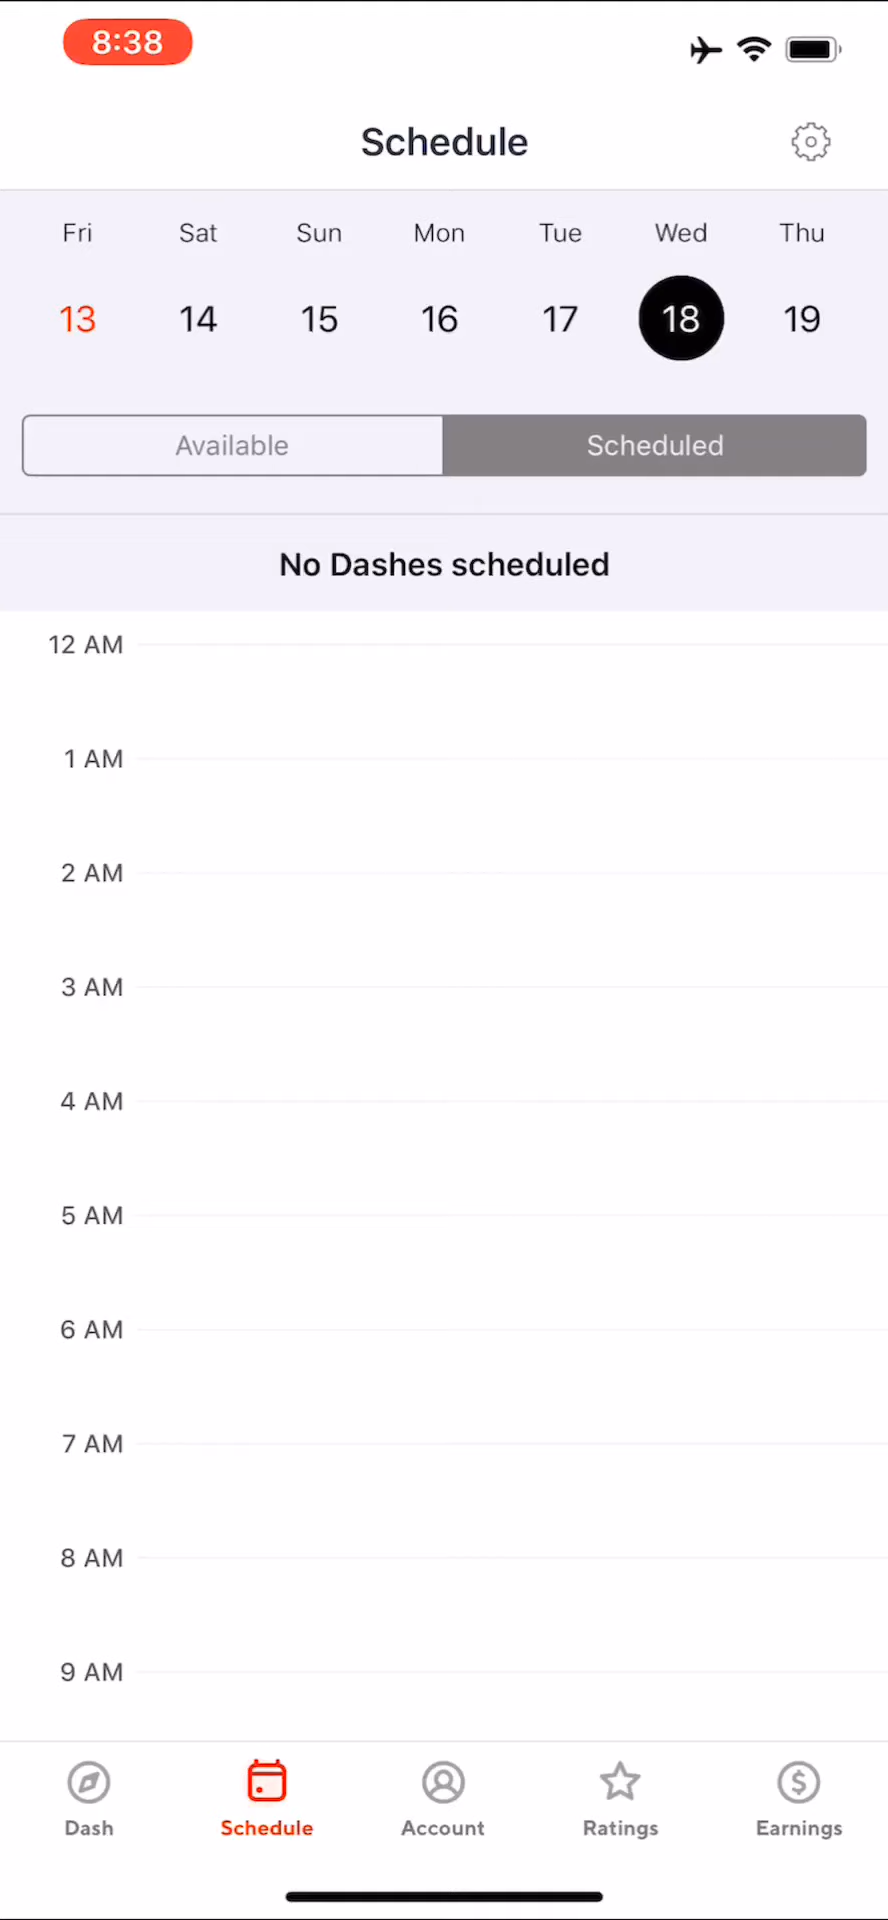 8:38
Schedule
Fri Sat Sun Mon Tue Wed Thu
13 14 15 16 17 18 19
Available Scheduled
No Dashes scheduled
12 AM
1 AM
2 AM
3 AM
4 AM
5 AM
6 AM
7 AM
8 AM
9 AM
Dash Schedule Account Ratings Earnings